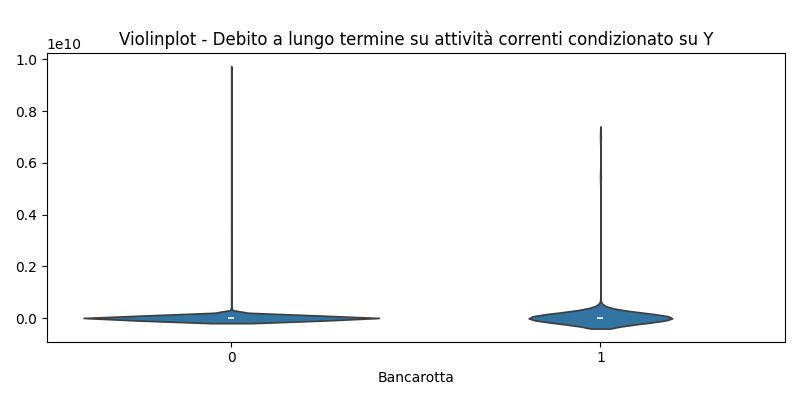 Violinplot - Debito a lungo termine su attività correnti condizionato su Y
1e10
1.0
0.8
0.6
0.4
0.2
0.0
0 1
Bancarotta